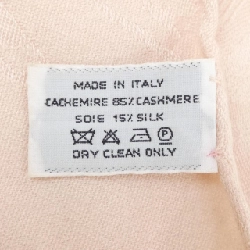 MADE IN ITALY
CACHEMIRE 85% CASHMERE
SOIE 15% SILK
P
DRY CLEAN ONLY